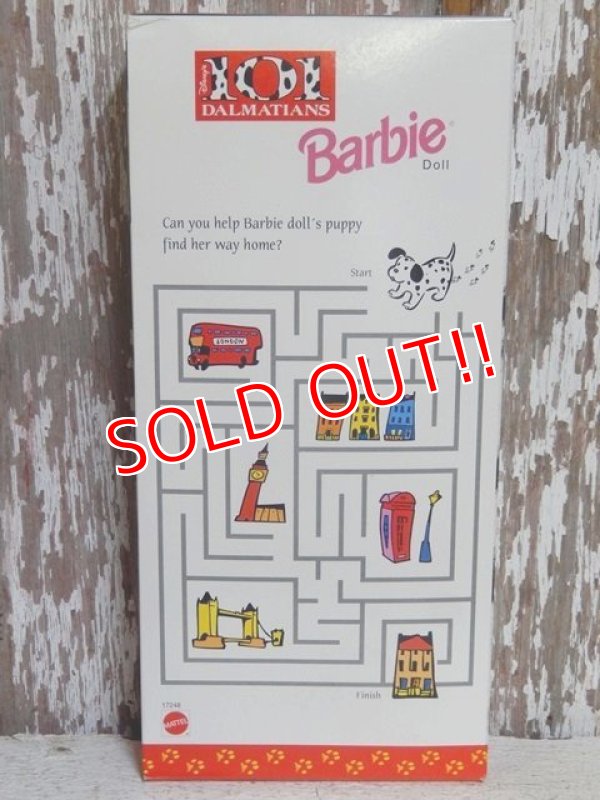 Disney's
101
DALMATIANS
Barbie
Doll
Can you help Barbie doll's puppy
find her way home?
Start
LONDON
SOLD OUT!!
Finish
17248
MATTEL